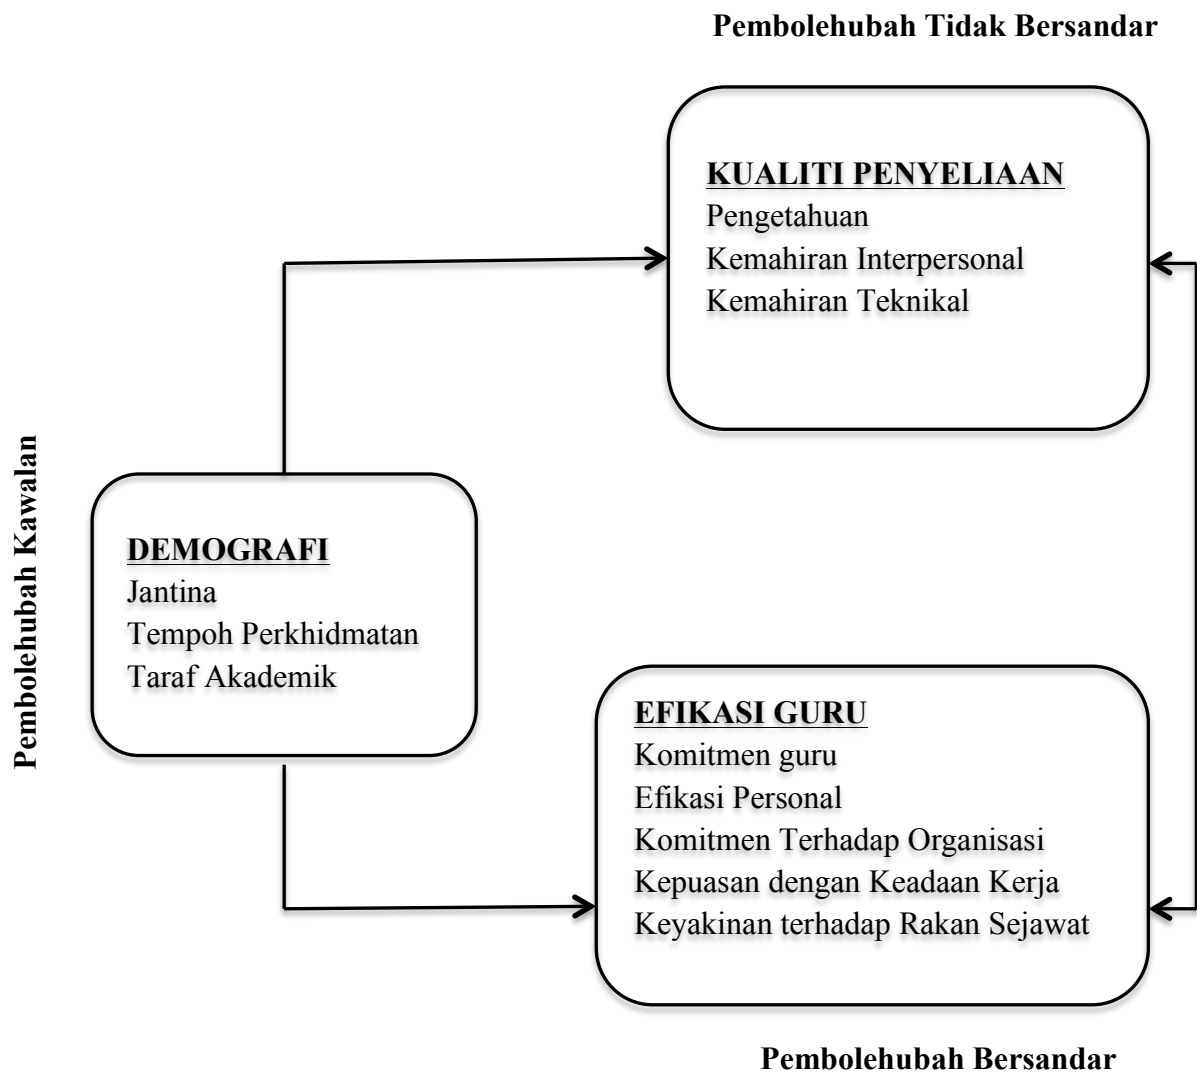 Pembolehubah Tidak Bersandar
KUALITI PENYELIAAN
Pengetahuan
Kemahiran Interpersonal
Kemahiran Teknikal
Pembolehubah Kawalan
DEMOGRAFI
Jantina
Tempoh Perkhidmatan
Taraf Akademik
EFIKASI GURU
Komitmen guru
Efikasi Personal
Komitmen Terhadap Organisasi
Kepuasan dengan Keadaan Kerja
Keyakinan terhadap Rakan Sejawat
Pembolehubah Bersandar